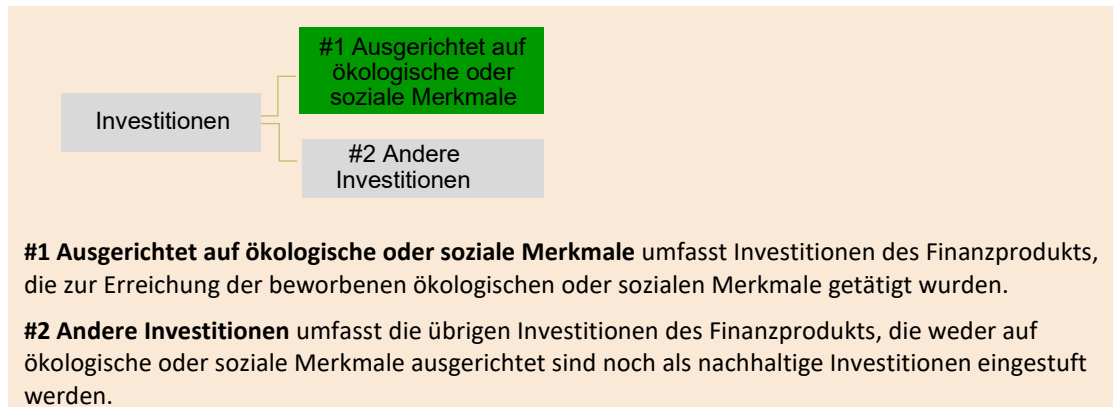 #1 Ausgerichtet auf
ökologische oder
soziale Merkmale
Investitionen
#2 Andere
Investitionen
#1 Ausgerichtet auf ökologische oder soziale Merkmale umfasst Investitionen des Finanzprodukts,
die zur Erreichung der beworbenen ökologischen oder sozialen Merkmale getätigt wurden.
#2 Andere Investitionen umfasst die übrigen Investitionen des Finanzprodukts, die weder auf
ökologische oder soziale Merkmale ausgerichtet sind noch als nachhaltige Investitionen eingestuft
werden.